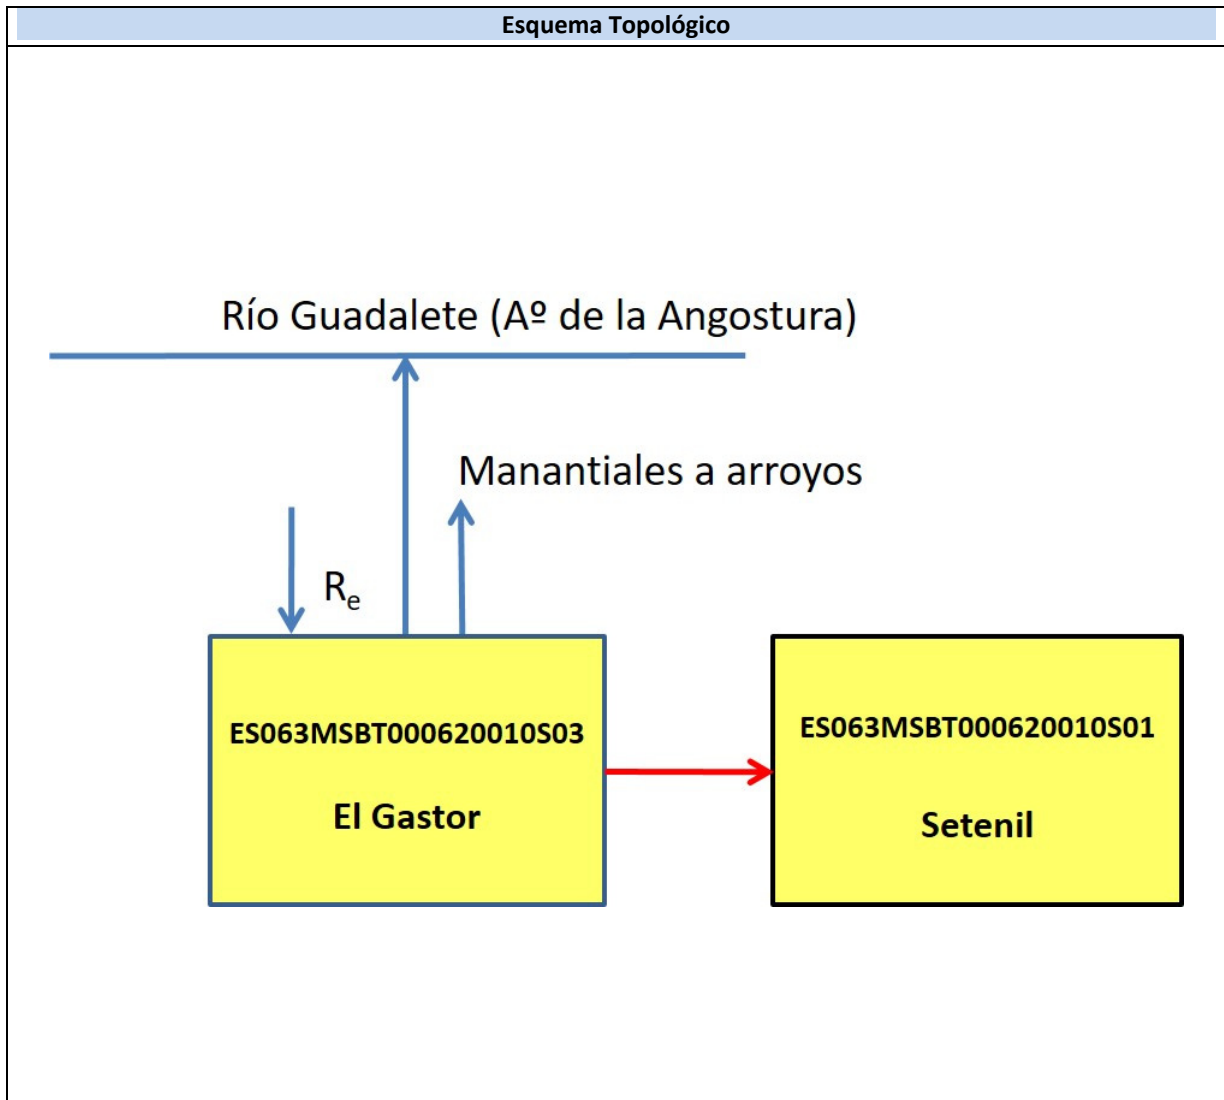 Esquema Topológico
Río Guadalete (Aº de la Angostura)
Manantiales a arroyos
Re
ES063MSBT000620010S03
El Gastor
ES063MSBT000620010S01
Setenil